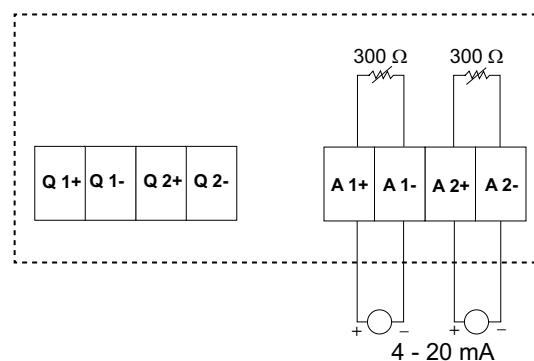 300 Ω 300 Ω
Q 1+ Q 1- Q 2+ Q 2- A 1+ A 1- A 2+ A 2-
+ − + −
4 - 20 mA